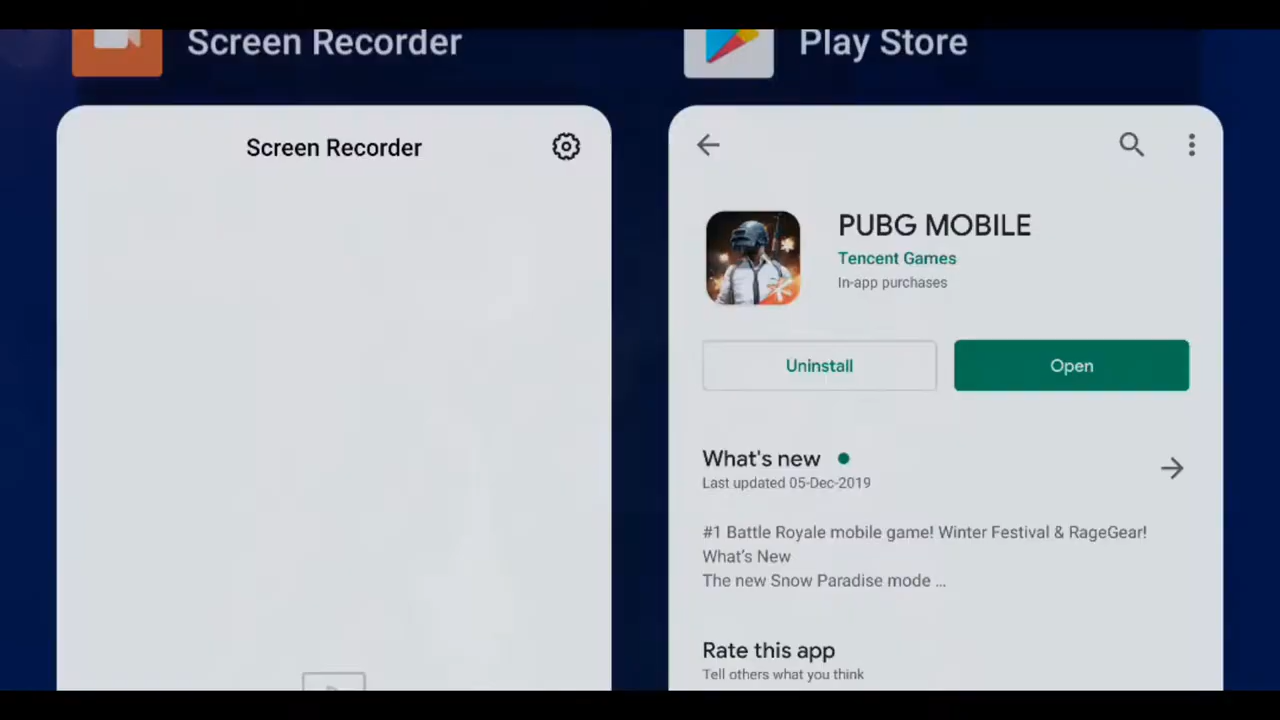 Screen Recorder
Play Store
Screen Recorder
PUBG MOBILE
Tencent Games
In-app purchases
Uninstall
Open
What's new
Last updated 05-Dec-2019
#1 Battle Royale mobile game! Winter Festival & RageGear!
What's New
The new Snow Paradise mode ...
Rate this app
Tell others what you think